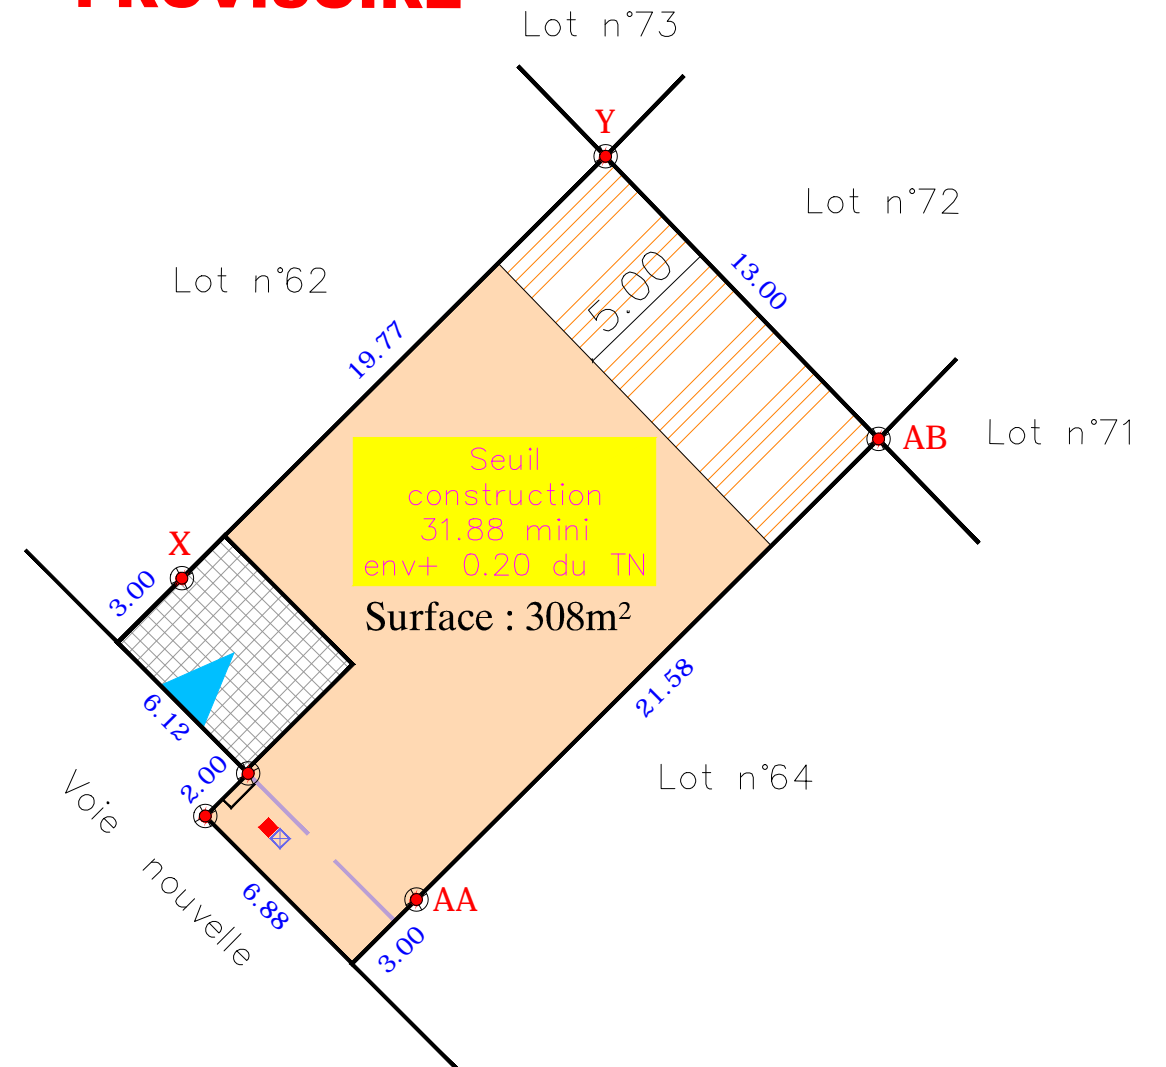 PROVISOIRE
Lot n°73
Y
Lot n°72
Lot n°62
5.00
13.00
19.77
AB
Lot n°71
Seuil
construction
31.88 mini
env+ 0.20 du TN
X
3.00
Surface : 308m²
21.58
6.12
2.00
Lot n°64
Voie nouvelle
6.88
AA
3.00